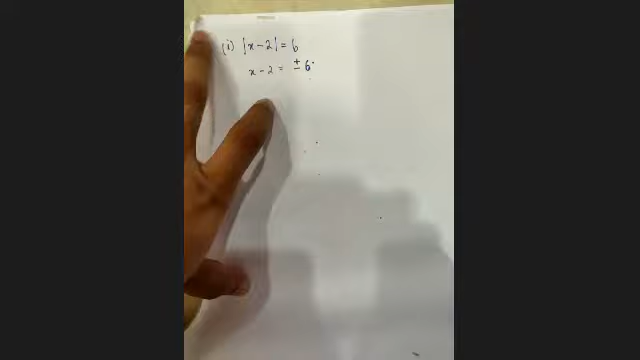 (i) |x-2| = 6
x-2 = ±6